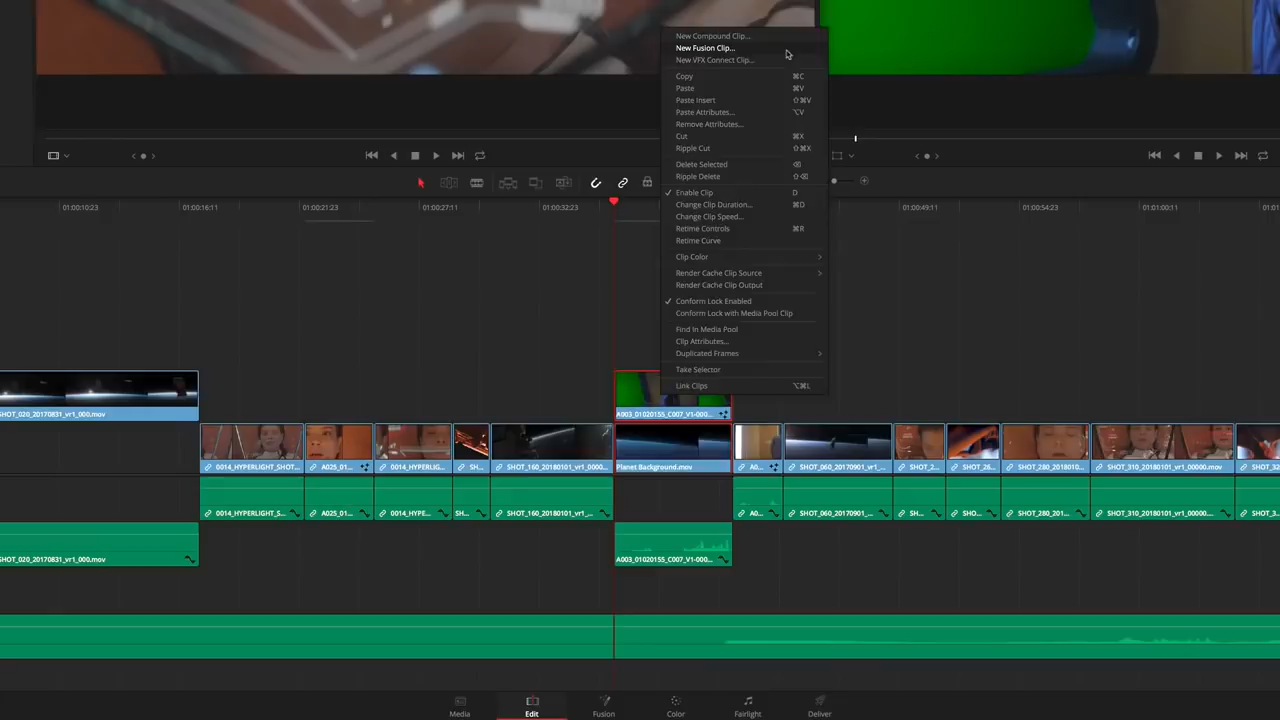 New Compound Clip...
New Fusion Clip...
New VFX Connect Clip...
Copy ⌘C
Paste ⌘V
Paste Insert ⇧⌘V
Paste Attributes... ⌥V
Remove Attributes...
Cut ⌘X
Ripple Cut ⇧⌘X
Delete Selected ⌫
Ripple Delete ⇧⌫
✓ Enable Clip D
Change Clip Duration... ⌘D
Change Clip Speed...
Retime Controls ⌘R
Retime Curve
Clip Color >
Render Cache Clip Source >
Render Cache Clip Output
✓ Conform Lock Enabled
Conform Lock with Media Pool Clip
Find In Media Pool
Clip Attributes...
Duplicated Frames >
Take Selector
Link Clips ⌥⌘L
01:00:10:23 01:00:16:11 01:00:21:23 01:00:27:11 01:00:32:23 01:00:49:11 01:00:54:23 01:01:00:11 01:01
SHOT_020_20170831_vr1_000.mov A003_01020155_C007_V1-000...
0014_HYPERLIGHT_SHOT... A025_01... 0014_HYPERLIG... SH... SHOT_160_20180101_vr1_0000... Planet Background.mov A0... SHOT_060_20170901_vr1_... SHOT_2... SHOT_26... SHOT_280_2018010... SHOT_310_20180101_vr1_00000.mov SHOT_3
0014_HYPERLIGHT_S... A025_01... 0014_HYPE... SH... SHOT_160_20180101_vr1_000... A0... SHOT_060_20170901_... SH... SHO... SHOT_280_201... SHOT_310_20180101_vr1_00000... SHOT_3
SHOT_020_20170831_vr1_000.mov A003_01020155_C007_V1-000...
Media Edit Fusion Color Fairlight Deliver